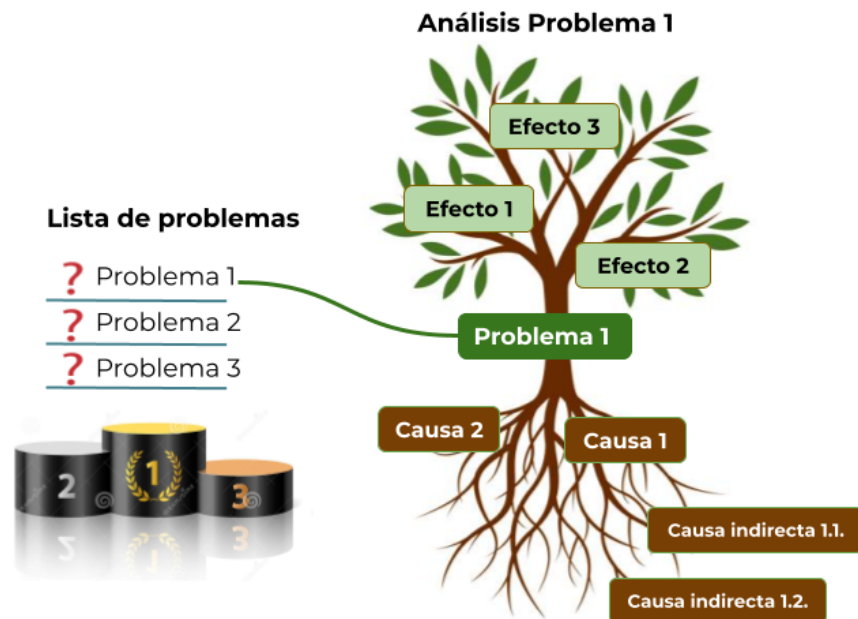 Análisis Problema 1
Efecto 3
Efecto 1
Efecto 2
Lista de problemas
? Problema 1
? Problema 2
? Problema 3
Problema 1
Causa 2
Causa 1
Causa indirecta 1.1.
Causa indirecta 1.2.
1
2
3